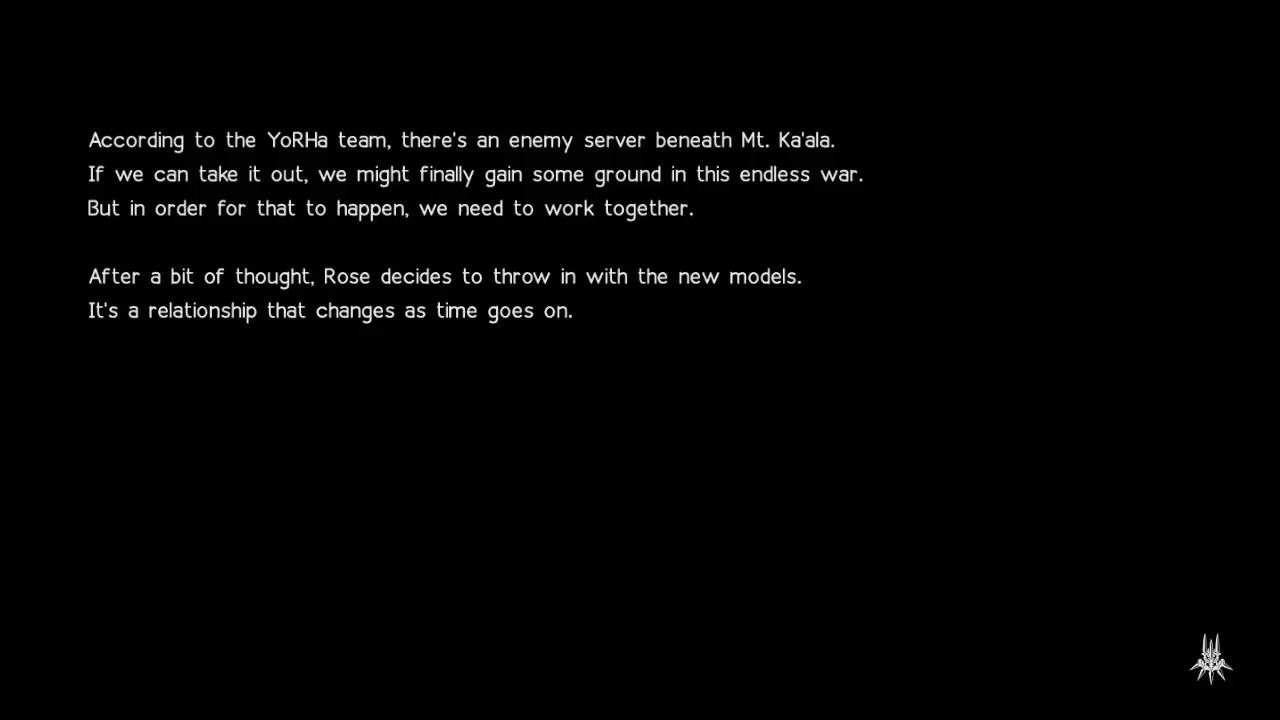 According to the YoRHa team, there's an enemy server beneath Mt. Ka'ala.
If we can take it out, we might finally gain some ground in this endless war.
But in order for that to happen, we need to work together.
After a bit of thought, Rose decides to throw in with the new models.
It's a relationship that changes as time goes on.